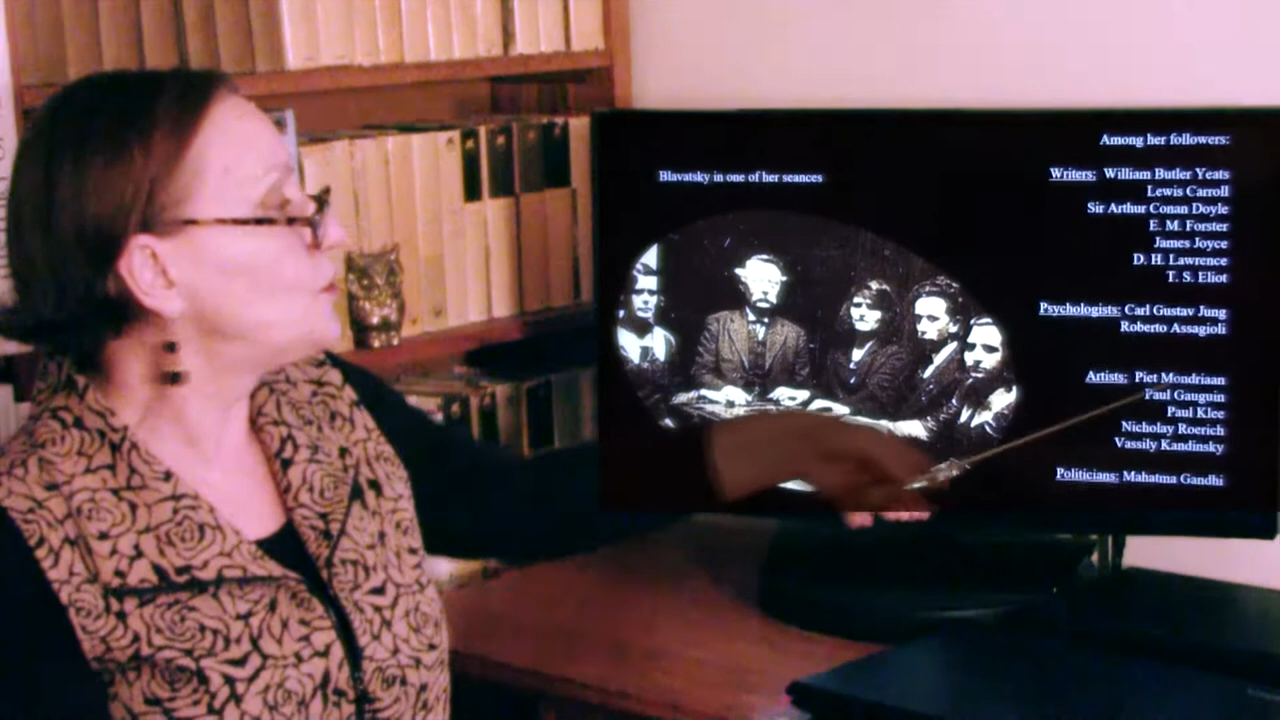 Blavatsky in one of her seances
Among her followers:
Writers: William Butler Yeats
Lewis Carroll
Sir Arthur Conan Doyle
E. M. Forster
James Joyce
D. H. Lawrence
T. S. Eliot
Psychologists: Carl Gustav Jung
Roberto Assagioli
Artists: Piet Mondriaan
Paul Gauguin
Paul Klee
Nicholay Roerich
Vassily Kandinsky
Politicians: Mahatma Gandhi